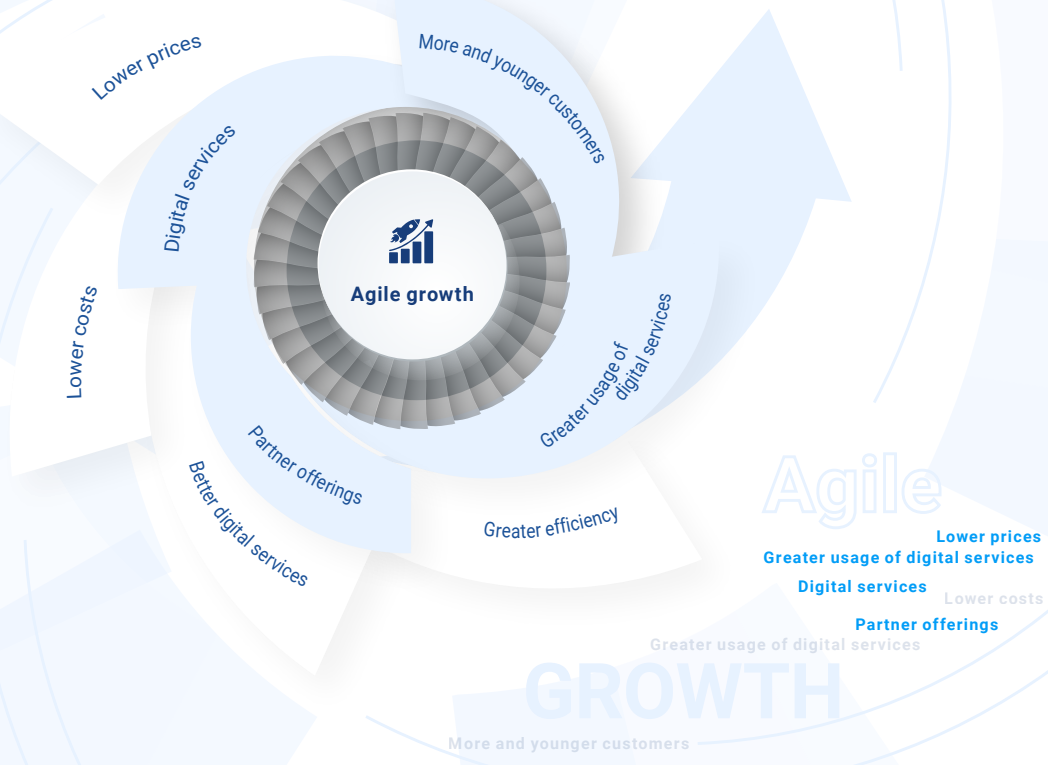 Lower prices
More and younger customers
Digital services
Agile growth
Lower costs
Greater usage of
digital services
Partner offerings
Better digital services
Greater efficiency
Agile
Lower prices
Greater usage of digital services
Digital services
Lower costs
Partner offerings
Greater usage of digital services
GROWTH
More and younger customers